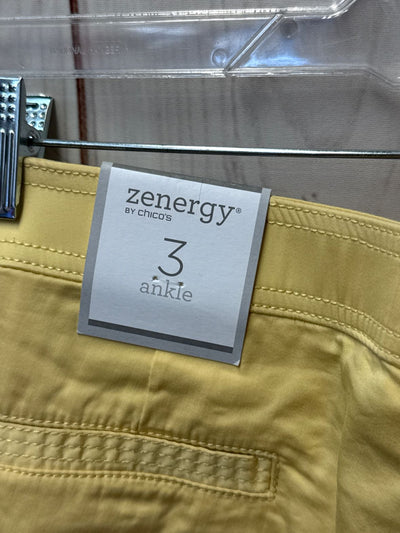 zenergy®
BY chico's
3
ankle